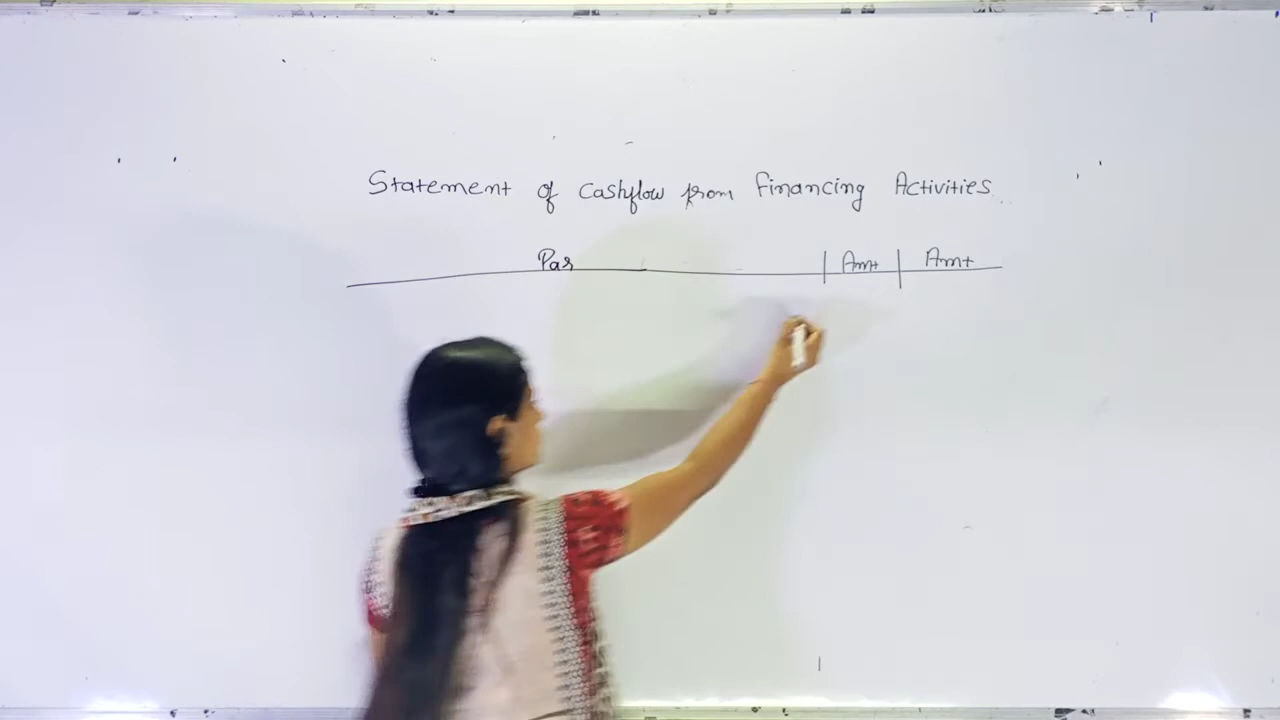 Statement of Cashflow from Financing Activities
Par Amt Amt